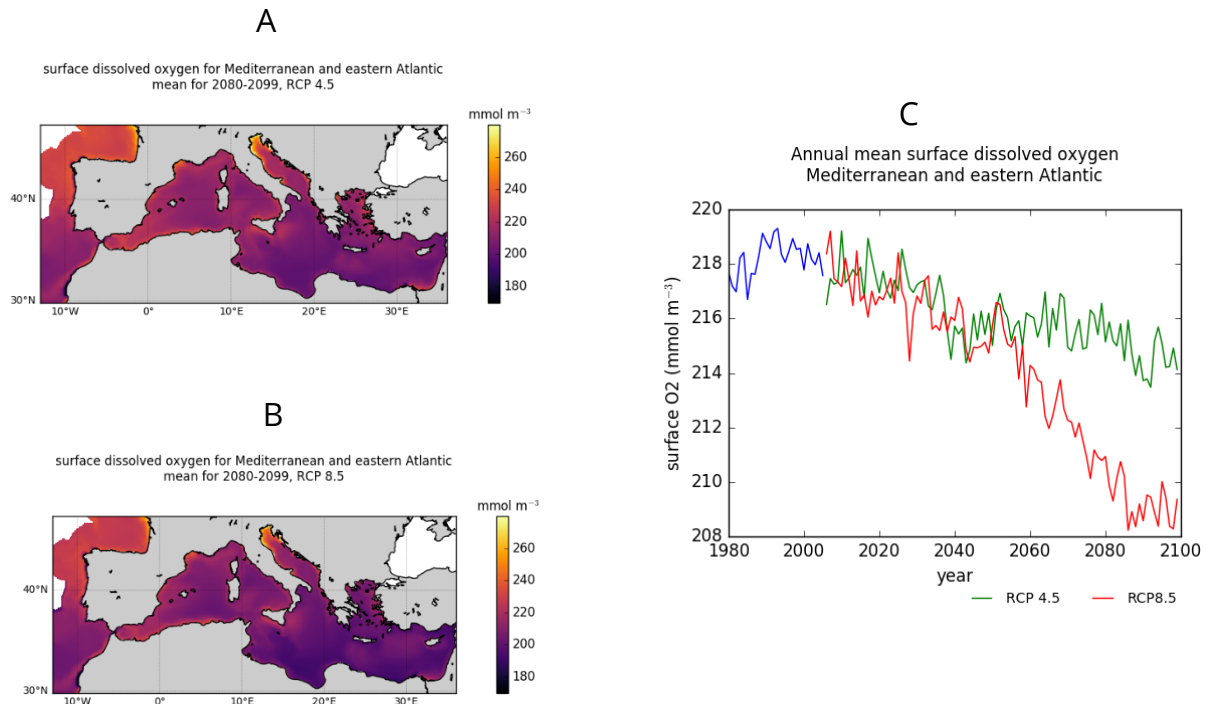 A
surface dissolved oxygen for Mediterranean and eastern Atlantic
mean for 2080-2099, RCP 4.5
mmol m⁻³
260
240
220
200
180
40°N
30°N
10°W 0° 10°E 20°E 30°E
B
surface dissolved oxygen for Mediterranean and eastern Atlantic
mean for 2080-2099, RCP 8.5
mmol m⁻³
260
240
220
200
180
40°N
30°N
10°W 0° 10°E 20°E 30°E
C
Annual mean surface dissolved oxygen
Mediterranean and eastern Atlantic
surface O2 (mmol m⁻³)
220
218
216
214
212
210
208
1980 2000 2020 2040 2060 2080 2100
year
RCP 4.5 RCP8.5